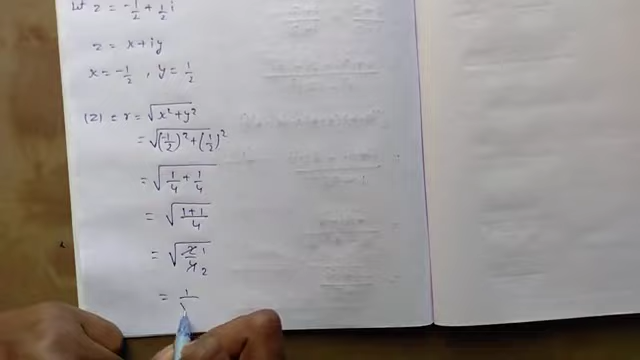 Let z = -1/2 + 1/2 i
z = x+iy
x = -1/2 , y = 1/2
(Z) = r = √x²+y²
= √(-1/2)² + (1/2)²
= √1/4 + 1/4
= √1+1/4
= √2/4 1/2
= 1/√